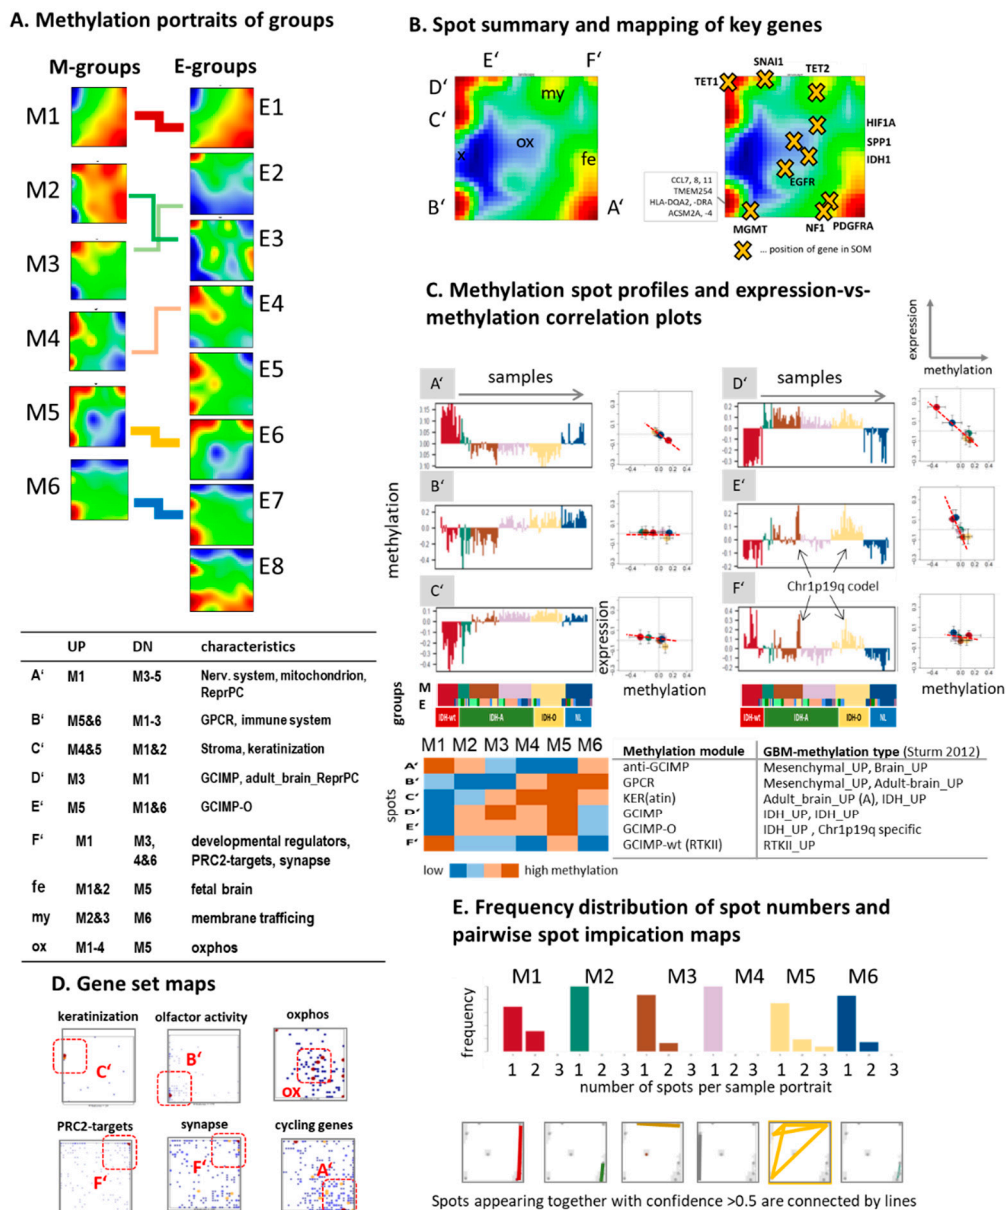 A. Methylation portraits of groups
M-groups
E-groups
M1
M2
M3
M4
M5
M6
E1
E2
E3
E4
E5
E6
E7
E8
B. Spot summary and mapping of key genes
E‘
F‘
D‘
C‘
B‘
A‘
my
ox
x
fe
SNAI1
TET2
TET1
HIF1A
SPP1
IDH1
EGFR
CCL7, 8, 11
TMEM254
HLA-DQA2, -DRA
ACSM2A, -4
MGMT
NF1
PDGFRA
... position of gene in SOM
C. Methylation spot profiles and expression-vs-
methylation correlation plots
expression
methylation
A‘
samples
D‘
samples
B‘
E‘
methylation
Chr1p19q codel
C‘
F‘
expression
methylation
methylation
groups
M
E
IDH-wt
IDH-A
IDH-O
NL
IDH-wt
IDH-A
IDH-O
NL
UP DN characteristics
A‘ M1 M3-5 Nerv. system, mitochondrion,
ReprPC
B‘ M5&6 M1-3 GPCR, immune system
C‘ M4&5 M1&2 Stroma, keratinization
D‘ M3 M1 GCIMP, adult_brain_ReprPC
E‘ M5 M1&6 GCIMP-O
F‘ M1 M3, developmental regulators,
4&6 PRC2-targets, synapse
fe M1&2 M5 fetal brain
my M2&3 M6 membrane trafficing
ox M1-4 M5 oxphos
M1 M2 M3 M4 M5 M6
spots
A‘
B‘
C‘
D‘
E‘
F‘
low
high methylation
Methylation module GBM-methylation type (Sturm 2012)
anti-GCIMP Mesenchymal_UP, Brain_UP
GPCR Mesenchymal_UP, Adult-brain_UP
KER(atin) Adult_brain_UP (A), IDH_UP
GCIMP IDH_UP, IDH_UP
GCIMP-O IDH_UP , Chr1p19q specific
GCIMP-wt (RTKII) RTKII_UP
D. Gene set maps
keratinization
olfactor activity
oxphos
C‘
B‘
ox
PRC2-targets
synapse
cycling genes
F‘
F‘
A‘
E. Frequency distribution of spot numbers and
pairwise spot impication maps
M1 M2 M3 M4 M5 M6
frequency
1 2 3 1 2 3 1 2 3 1 2 3 1 2 3 1 2 3
number of spots per sample portrait
Spots appearing together with confidence >0.5 are connected by lines